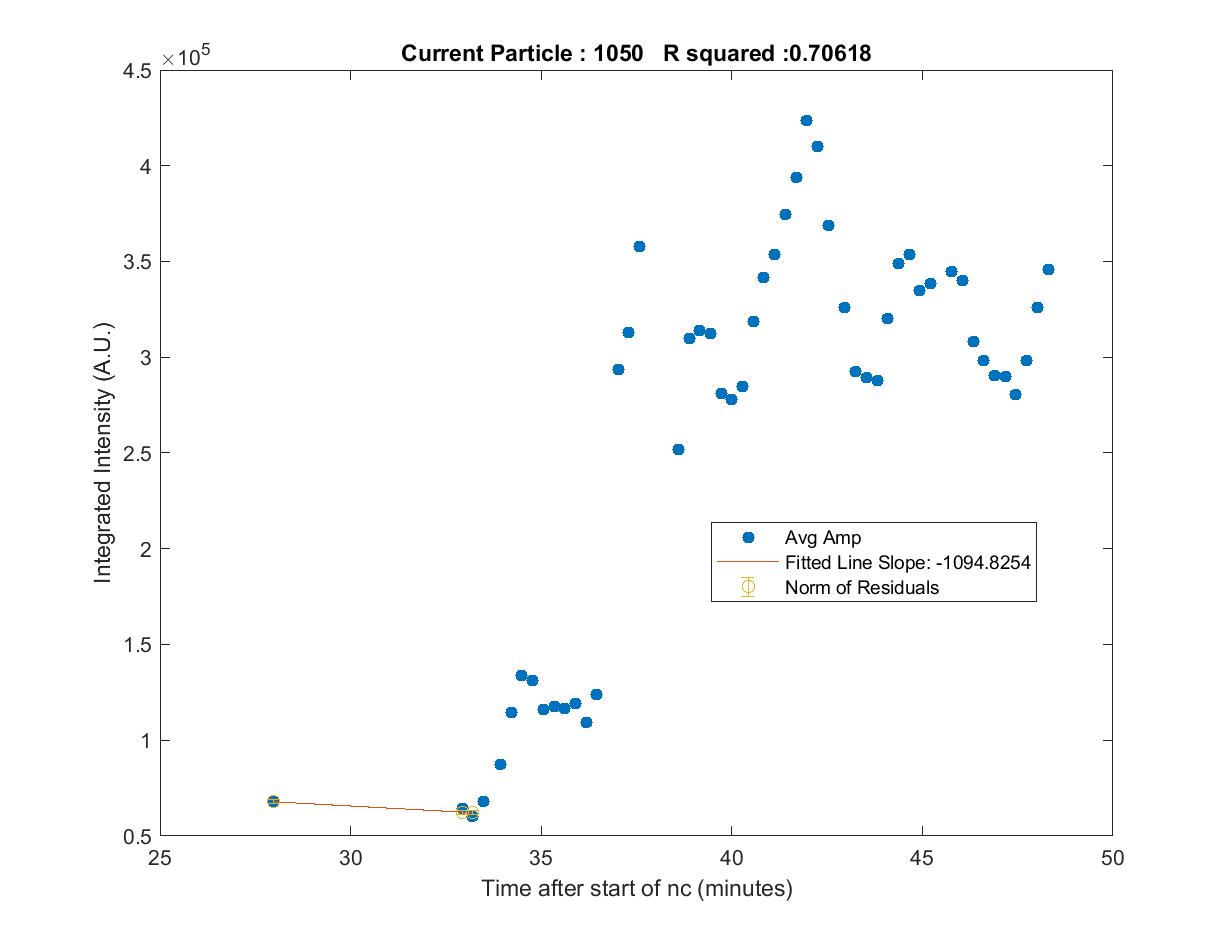 Current Particle : 1050 R squared :0.70618
×10^5
4.5
4
3.5
3
2.5
2
1.5
1
0.5
25 30 35 40 45 50
Integrated Intensity (A.U.)
Time after start of nc (minutes)
Avg Amp
Fitted Line Slope: -1094.8254
Norm of Residuals